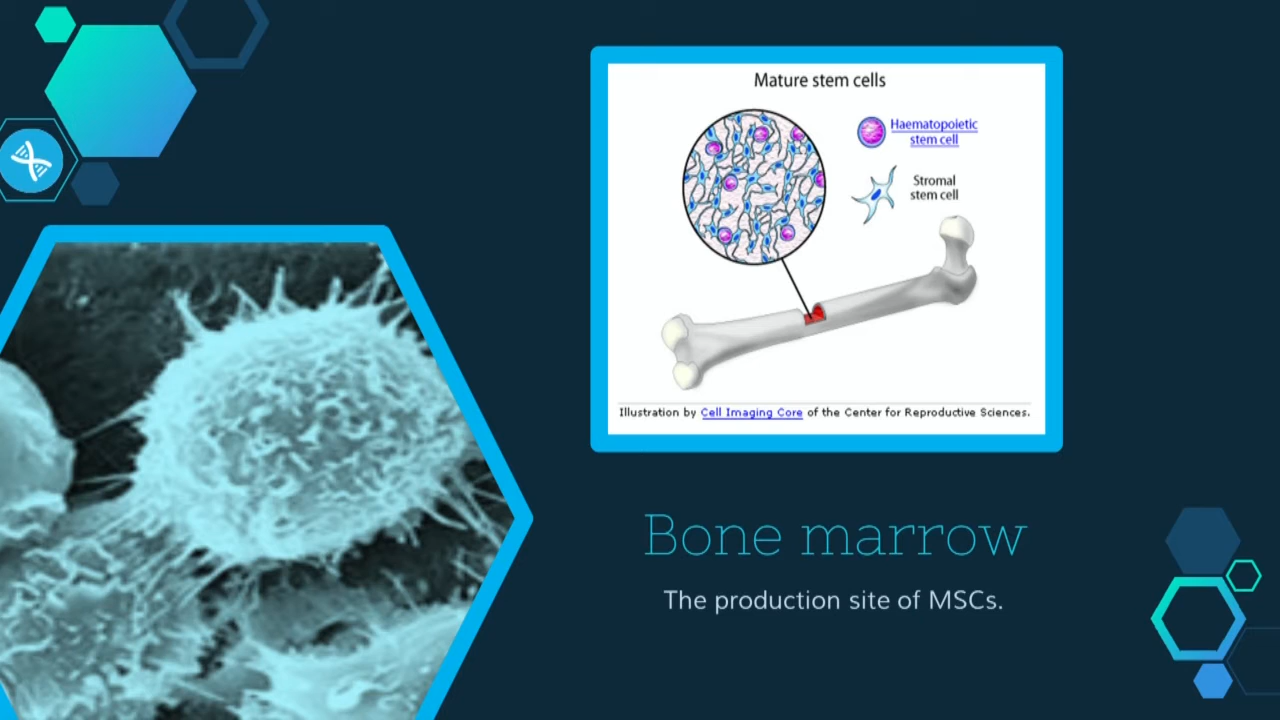 Mature stem cells
Haematopoietic
stem cell
Stromal
stem cell
Illustration by Cell Imaging Core of the Center for Reproductive Sciences.
Bone marrow
The production site of MSCs.